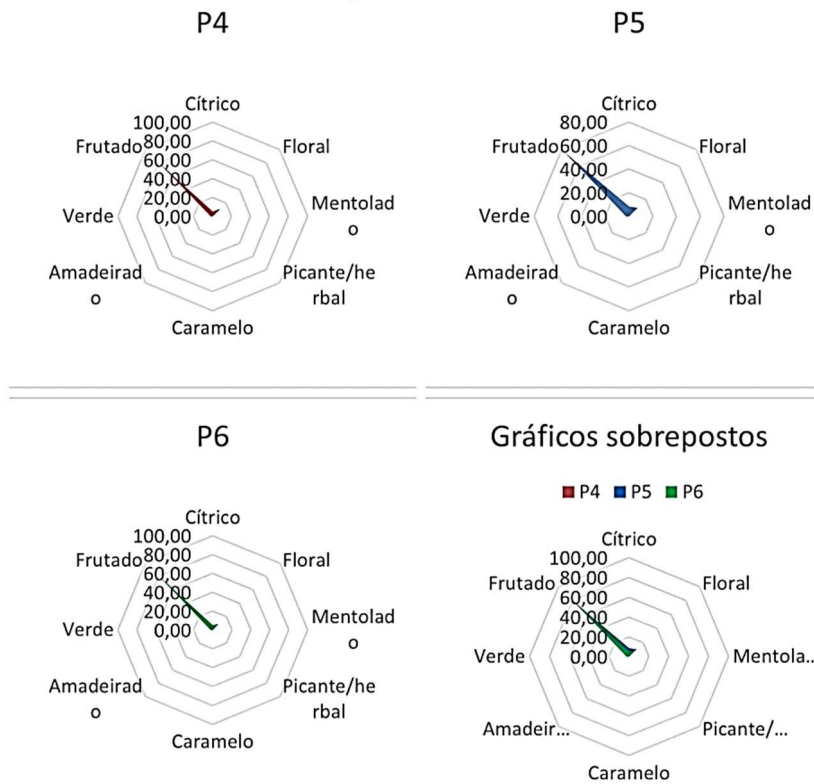 P4
Cítrico
100,00
80,00
60,00
40,00
20,00
0,00
Floral
Mentolad
o
Picante/he
rbal
Caramelo
Amadeirad
o
Verde
Frutado
P5
Cítrico
80,00
60,00
40,00
20,00
0,00
Floral
Mentolad
o
Picante/he
rbal
Caramelo
Amadeirad
o
Verde
Frutado
P6
Cítrico
100,00
80,00
60,00
40,00
20,00
0,00
Floral
Mentolad
o
Picante/he
rbal
Caramelo
Amadeirad
o
Verde
Frutado
Gráficos sobrepostos
P4 P5 P6
Cítrico
100,00
80,00
60,00
40,00
20,00
0,00
Floral
Mentola..
Picante/...
Caramelo
Amadeir...
Verde
Frutado